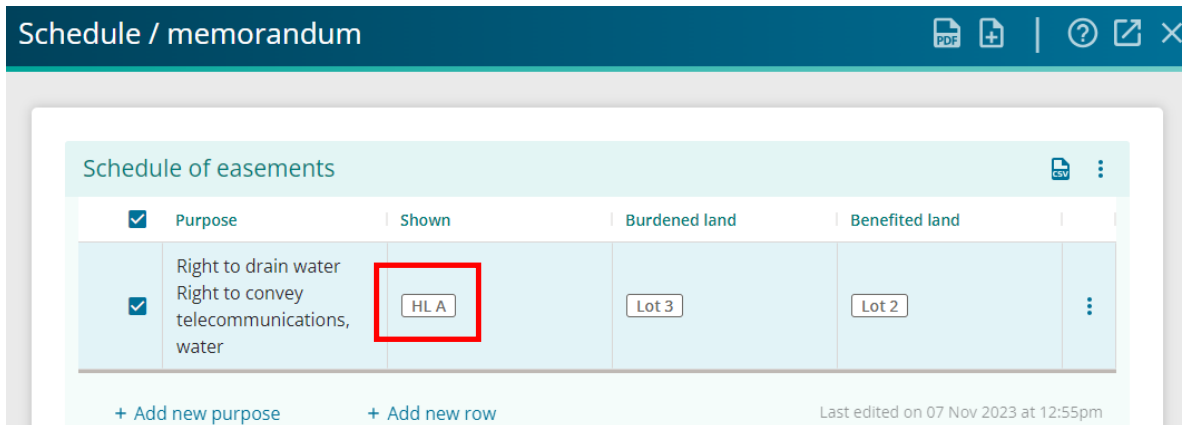 Schedule / memorandum
PDF
Schedule of easements
CSV
Purpose Shown Burdened land Benefited land
Right to drain water
Right to convey
telecommunications,
water
HL A Lot 3 Lot 2
+ Add new purpose + Add new row Last edited on 07 Nov 2023 at 12:55pm